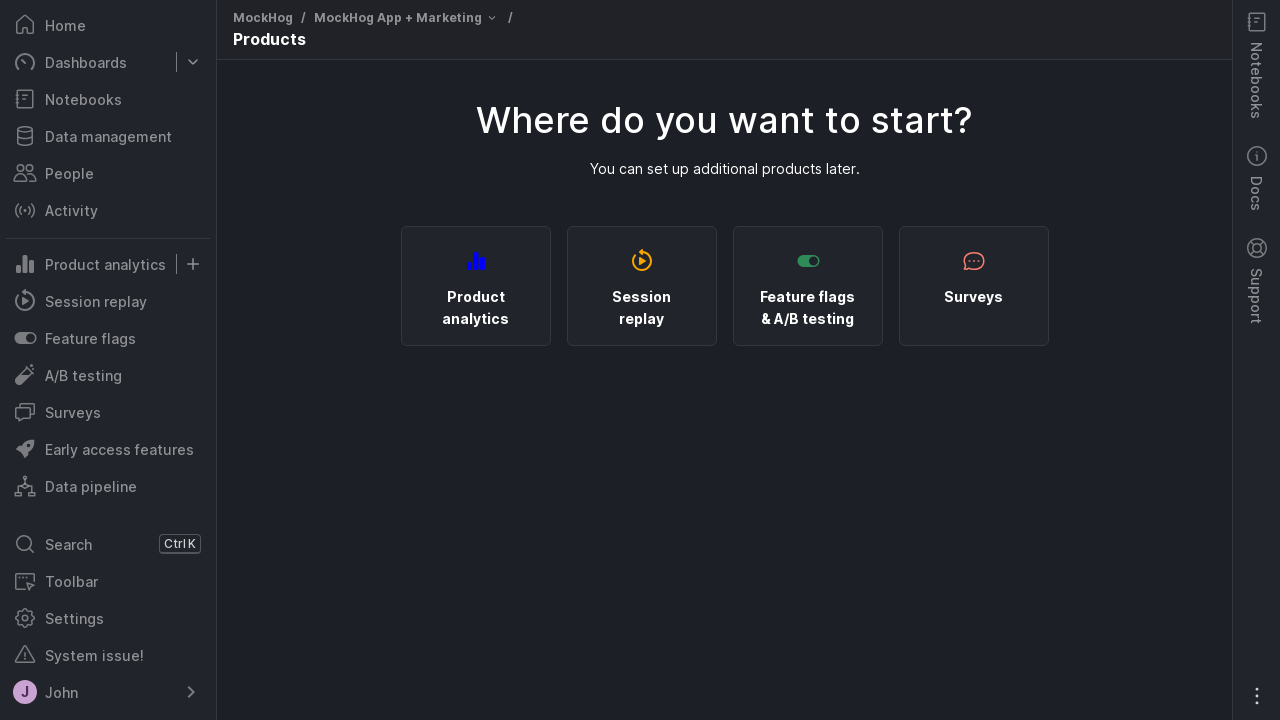 Home
Dashboards
Notebooks
Data management
People
Activity
Product analytics
Session replay
Feature flags
A/B testing
Surveys
Early access features
Data pipeline
Search Ctrl K
Toolbar
Settings
System issue!
J John
MockHog / MockHog App + Marketing /
Products
Where do you want to start?
You can set up additional products later.
Product
analytics
Session
replay
Feature flags
& A/B testing
Surveys
Notebooks
Docs
Support